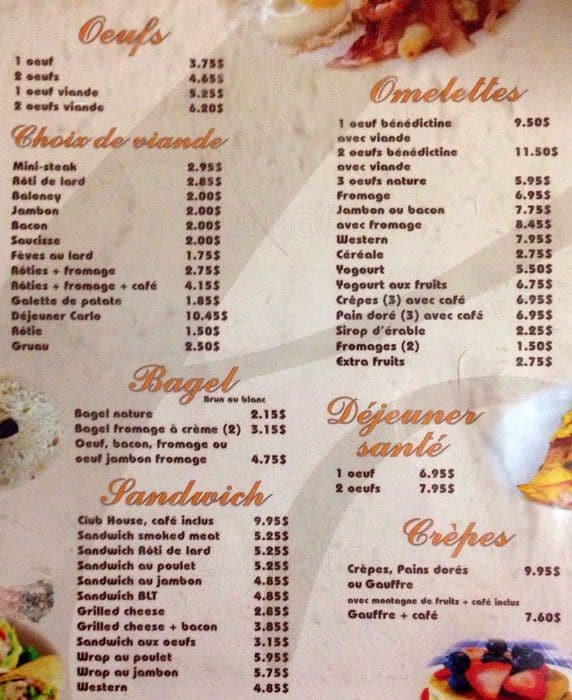 Oeufs
1 oeuf 3.75$
2 oeufs 4.65$
1 oeuf viande 5.25$
2 oeufs viande 6.20$
Choix de viande
Mini-steak 2.95$
Rôti de lard 2.85$
Baloney 2.00$
Jambon 2.00$
Bacon 2.00$
Saucisse 2.00$
Fèves au lard 1.75$
Rôties + fromage 2.75$
Rôties + fromage + café 4.15$
Galette de patate 1.85$
Déjeuner Carlo 10.45$
Rôtie 1.50$
Gruau 2.50$
Bagel
Brun ou blanc
Bagel nature 2.15$
Bagel fromage à crème (2) 3.15$
Oeuf, bacon, fromage ou
oeuf jambon fromage 4.75$
Sandwich
Club House, café inclus 9.95$
Sandwich smoked meat 5.25$
Sandwich Rôti de lard 5.25$
Sandwich au poulet 5.25$
Sandwich au jambon 4.85$
Sandwich BLT 4.85$
Grilled cheese 2.85$
Grilled cheese + bacon 3.85$
Sandwich aux oeufs 3.15$
Wrap au poulet 5.95$
Wrap au jambon 5.75$
Western 4.85$
Omelettes
1 oeuf bénédictine 9.50$
avec viande
2 oeufs bénédictine 11.50$
avec viande
3 oeufs nature 5.95$
Fromage 6.95$
Jambon ou bacon 7.75$
avec fromage 8.45$
Western 7.95$
Céréale 2.75$
Yogourt 5.50$
Yogourt aux fruits 6.75$
Crêpes (3) avec café 6.95$
Pain doré (3) avec café 6.95$
Sirop d'érable 2.25$
Fromages (2) 1.50$
Extra fruits 2.75$
Déjeuner
santé
1 oeuf 6.95$
2 oeufs 7.95$
Crèpes
Crèpes, Pains dorés 9.95$
ou Gauffre
avec montagne de fruits + café inclus
Gauffre + café 7.60$